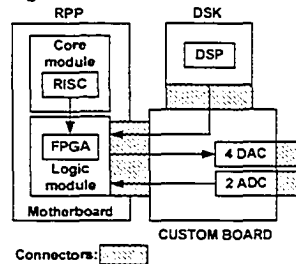 RPP
DSK
Core
module
RISC
DSP
FPGA
Logic
module
4 DAC
2 ADC
Motherboard
CUSTOM BOARD
Connectors: